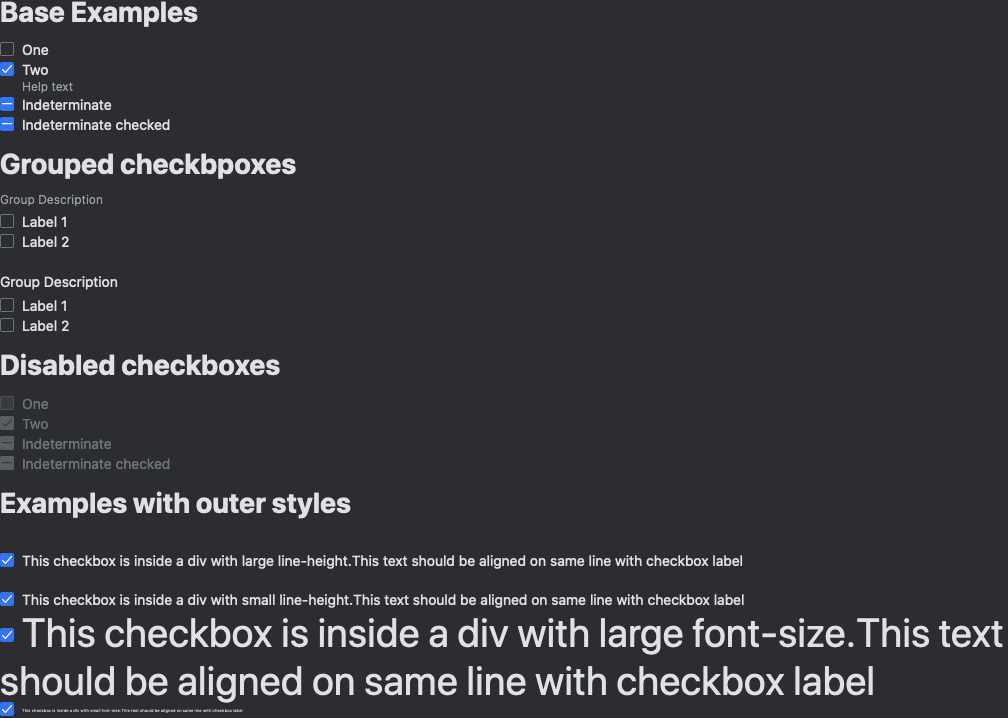 Base Examples
One
Two
Help text
Indeterminate
Indeterminate checked
Grouped checkbpoxes
Group Description
Label 1
Label 2
Group Description
Label 1
Label 2
Disabled checkboxes
One
Two
Indeterminate
Indeterminate checked
Examples with outer styles
This checkbox is inside a div with large line-height.This text should be aligned on same line with checkbox label
This checkbox is inside a div with small line-height.This text should be aligned on same line with checkbox label
This checkbox is inside a div with large font-size.This text
should be aligned on same line with checkbox label
This checkbox is inside a div with small font-size.This text should be aligned on same line with checkbox label